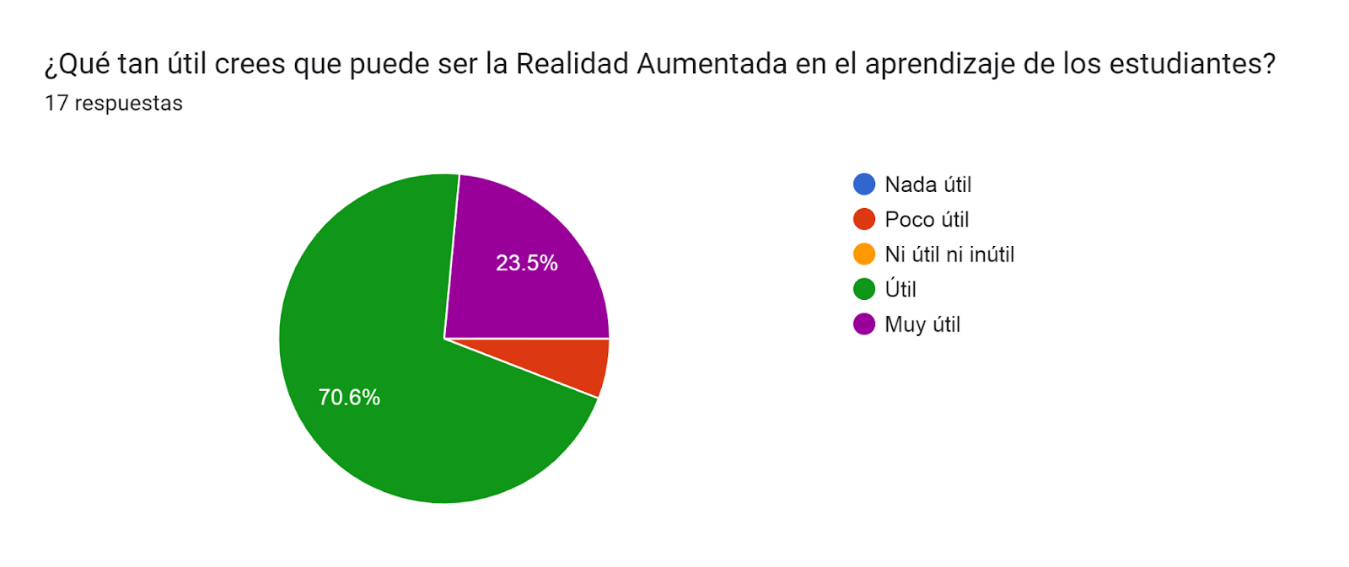 ¿Qué tan útil crees que puede ser la Realidad Aumentada en el aprendizaje de los estudiantes?
17 respuestas
23.5%
70.6%
Nada útil
Poco útil
Ni útil ni inútil
Útil
Muy útil